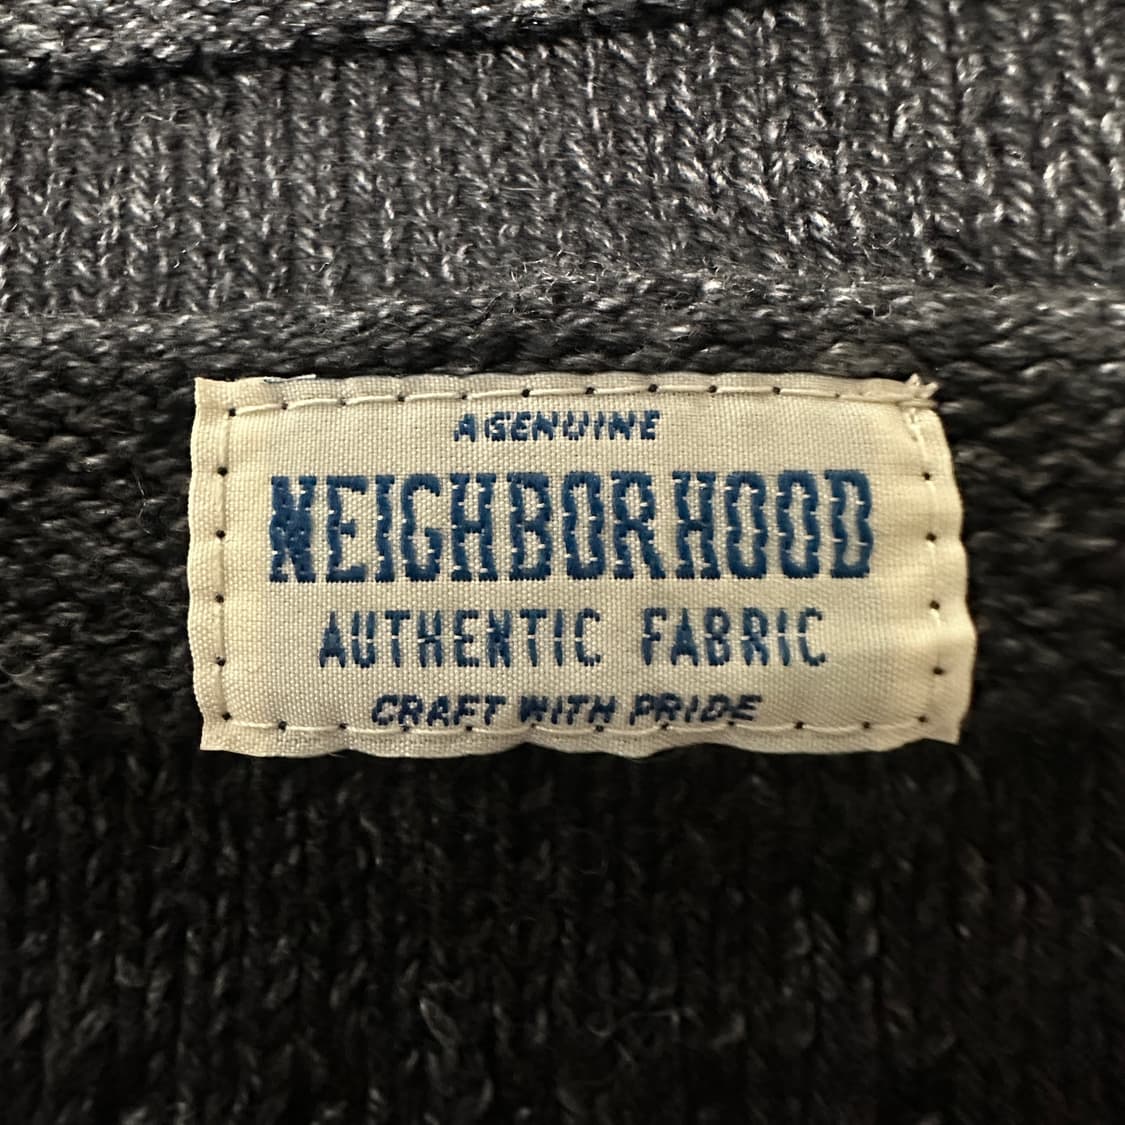 A GENUINE
NEIGHBORHOOD
AUTHENTIC FABRIC
CRAFT WITH PRIDE